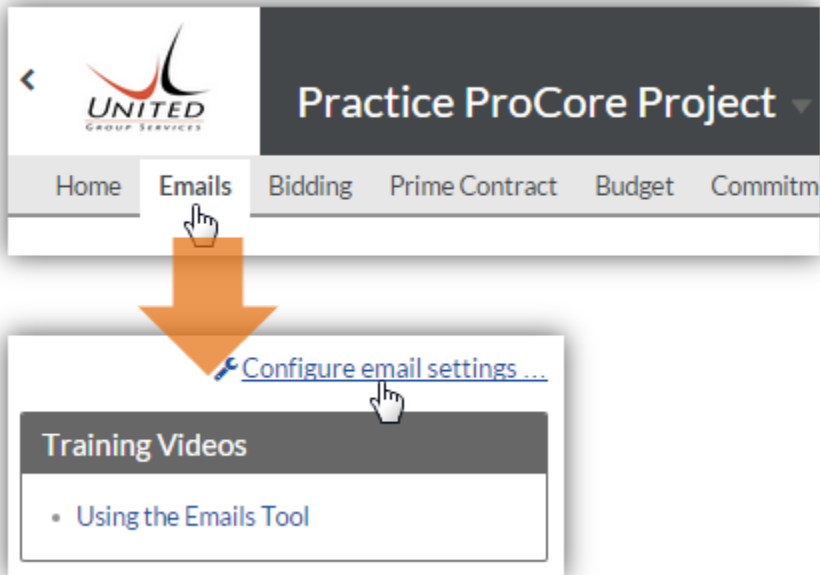 UNITED
GROUP SERVICES
Practice ProCore Project
Home Emails Bidding Prime Contract Budget Commitm
Configure email settings ...
Training Videos
• Using the Emails Tool